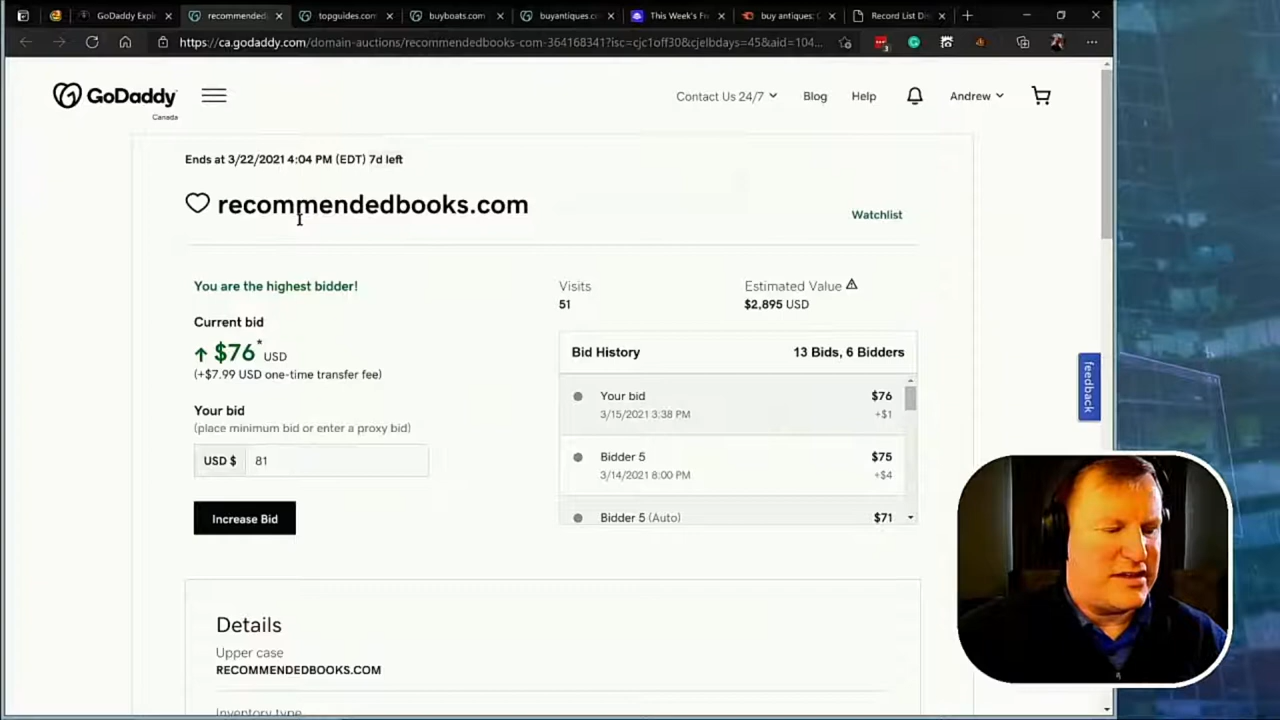 GoDaddy Expl
recommended.
topguides.com
buyboats.com
buyantiques.c
This Week's Fr
buy antiques:
Record List Dis
https://ca.godaddy.com/domain-auctions/recommendedbooks-com-364168341?isc=cjc1off30&cjelbdays=45&aid=104...
GoDaddy
Canada
Contact Us 24/7
Blog
Help
Andrew
Ends at 3/22/2021 4:04 PM (EDT) 7d left
recommendedbooks.com
Watchlist
You are the highest bidder!
Visits
Estimated Value
51
$2,895 USD
Current bid
$76* USD
(+$7.99 USD one-time transfer fee)
Bid History
13 Bids, 6 Bidders
Your bid
$76
3/15/2021 3:38 PM
+$1
Your bid
(place minimum bid or enter a proxy bid)
USD $ 81
Bidder 5
$75
3/14/2021 8:00 PM
+$4
Increase Bid
Bidder 5 (Auto)
$71
feedback
Details
Upper case
RECOMMENDEDBOOKS.COM
Inventory type